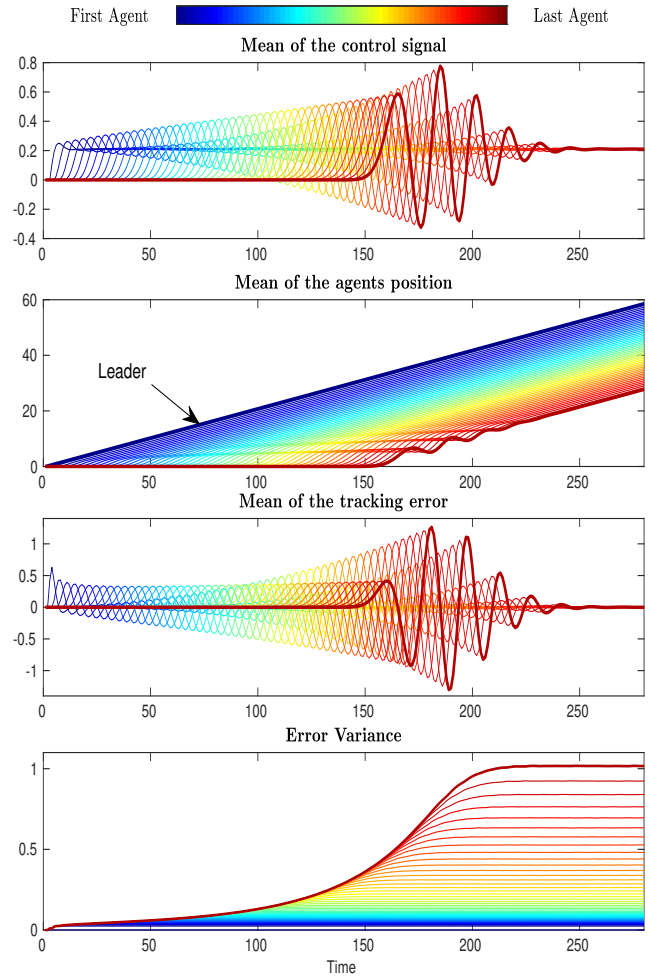 First Agent Last Agent
Mean of the control signal
0.8
0.6
0.4
0.2
0
-0.2
-0.4
0 50 100 150 200 250
Mean of the agents position
60
40
20
0
Leader
0 50 100 150 200 250
Mean of the tracking error
1
0.5
0
-0.5
-1
0 50 100 150 200 250
Error Variance
1
0.5
0
0 50 100 150 200 250
Time